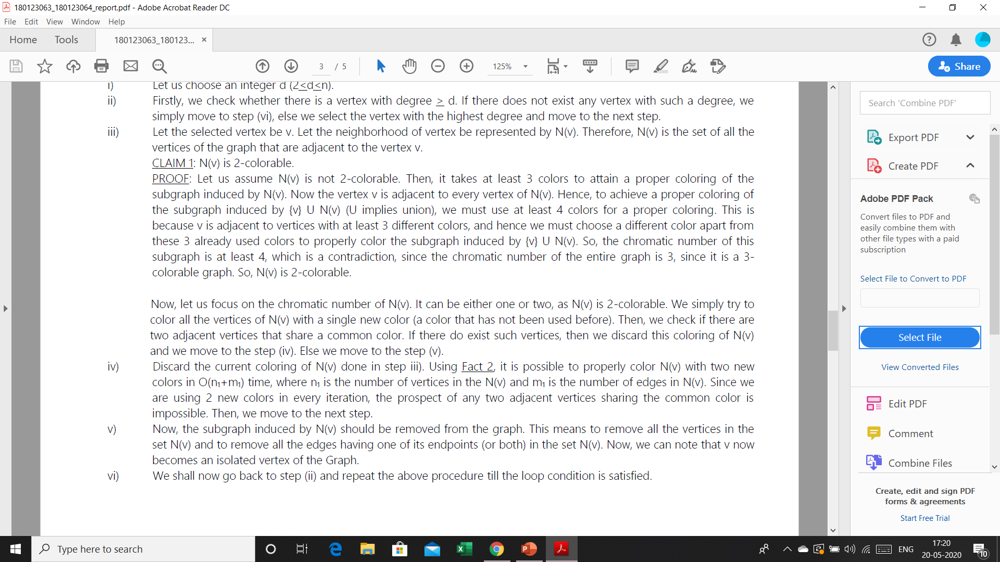 180123063_180123064_report.pdf - Adobe Acrobat Reader DC
File Edit View Window Help
Home Tools 180123063_180123... ×
3 / 5 125% Share
i) Let us choose an integer d (2<d<n).
ii) Firstly, we check whether there is a vertex with degree > d. If there does not exist any vertex with such a degree, we
simply move to step (vi), else we select the vertex with the highest degree and move to the next step.
iii) Let the selected vertex be v. Let the neighborhood of vertex be represented by N(v). Therefore, N(v) is the set of all the
vertices of the graph that are adjacent to the vertex v.
CLAIM 1: N(v) is 2-colorable.
PROOF: Let us assume N(v) is not 2-colorable. Then, it takes at least 3 colors to attain a proper coloring of the
subgraph induced by N(v). Now the vertex v is adjacent to every vertex of N(v). Hence, to achieve a proper coloring of
the subgraph induced by {v} U N(v) (U implies union), we must use at least 4 colors for a proper coloring. This is
because v is adjacent to vertices with at least 3 different colors, and hence we must choose a different color apart from
these 3 already used colors to properly color the subgraph induced by {v} U N(v). So, the chromatic number of this
subgraph is at least 4, which is a contradiction, since the chromatic number of the entire graph is 3, since it is a 3-
colorable graph. So, N(v) is 2-colorable.
Now, let us focus on the chromatic number of N(v). It can be either one or two, as N(v) is 2-colorable. We simply try to
color all the vertices of N(v) with a single new color (a color that has not been used before). Then, we check if there are
two adjacent vertices that share a common color. If there do exist such vertices, then we discard this coloring of N(v)
and we move to the step (iv). Else we move to the step (v).
iv) Discard the current coloring of N(v) done in step iii). Using Fact 2, it is possible to properly color N(v) with two new
colors in O(n₁+m₁) time, where n₁ is the number of vertices in the N(v) and m₁ is the number of edges in N(v). Since we
are using 2 new colors in every iteration, the prospect of any two adjacent vertices sharing the common color is
impossible. Then, we move to the next step.
v) Now, the subgraph induced by N(v) should be removed from the graph. This means to remove all the vertices in the
set N(v) and to remove all the edges having one of its endpoints (or both) in the set N(v). Now, we can note that v now
becomes an isolated vertex of the Graph.
vi) We shall now go back to step (ii) and repeat the above procedure till the loop condition is satisfied.
Search 'Combine PDF'
Export PDF
Create PDF
Adobe PDF Pack
Convert files to PDF and
easily combine them with
other file types with a paid
subscription
Select File to Convert to PDF
Select File
View Converted Files
Edit PDF
Comment
Combine Files
Create, edit and sign PDF
forms & agreements
Start Free Trial
Type here to search
ENG
17:20
20-05-2020
10